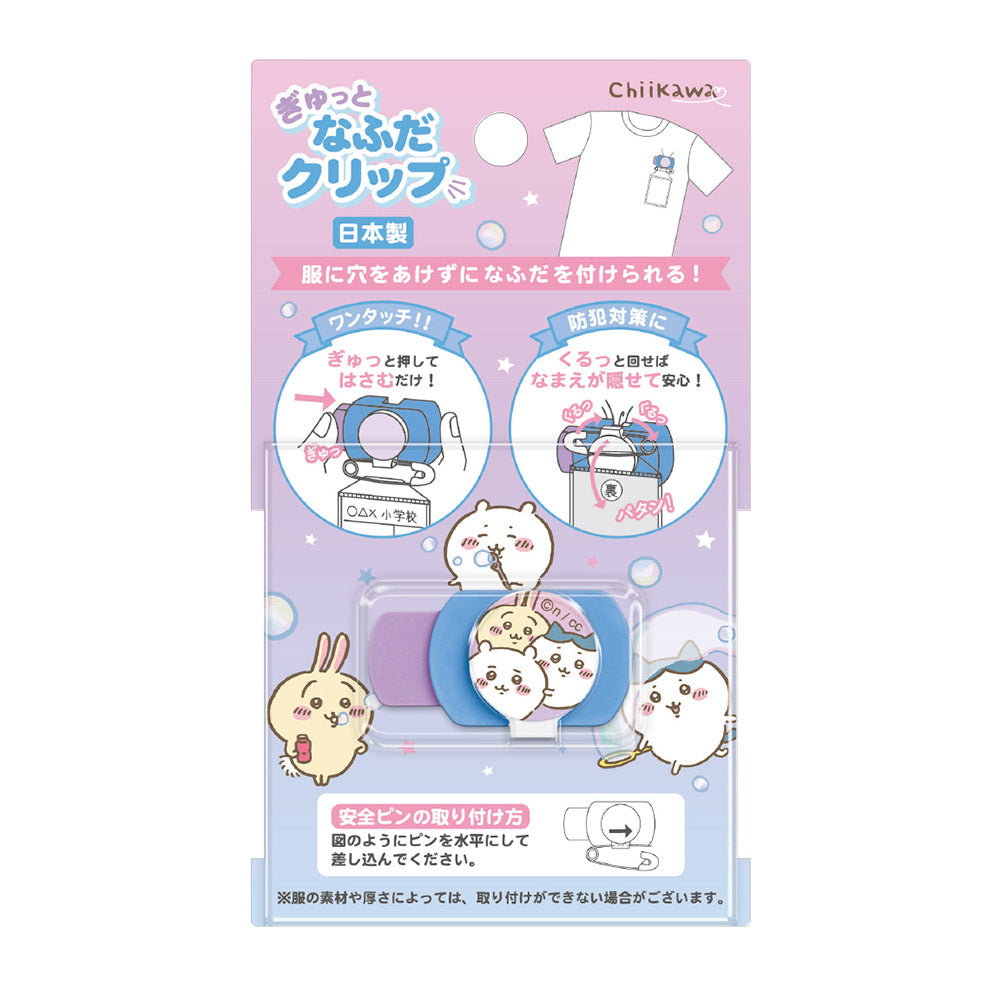 Chiikawa
ぎゅっと
なふだ
クリップ
日本製
服に穴をあけずになふだを付けられる！
ワンタッチ！！
ぎゅっと押して
はさむだけ！
ぎゅっ
〇△× 小学校
防犯対策に
くるっと回せば
なまえが隠せて安心！
くるっ
くるっ
裏
パタン！
©n/cc
安全ピンの取り付け方
図のようにピンを水平にして
差し込んでください。
※服の素材や厚さによっては、取り付けができない場合がございます。